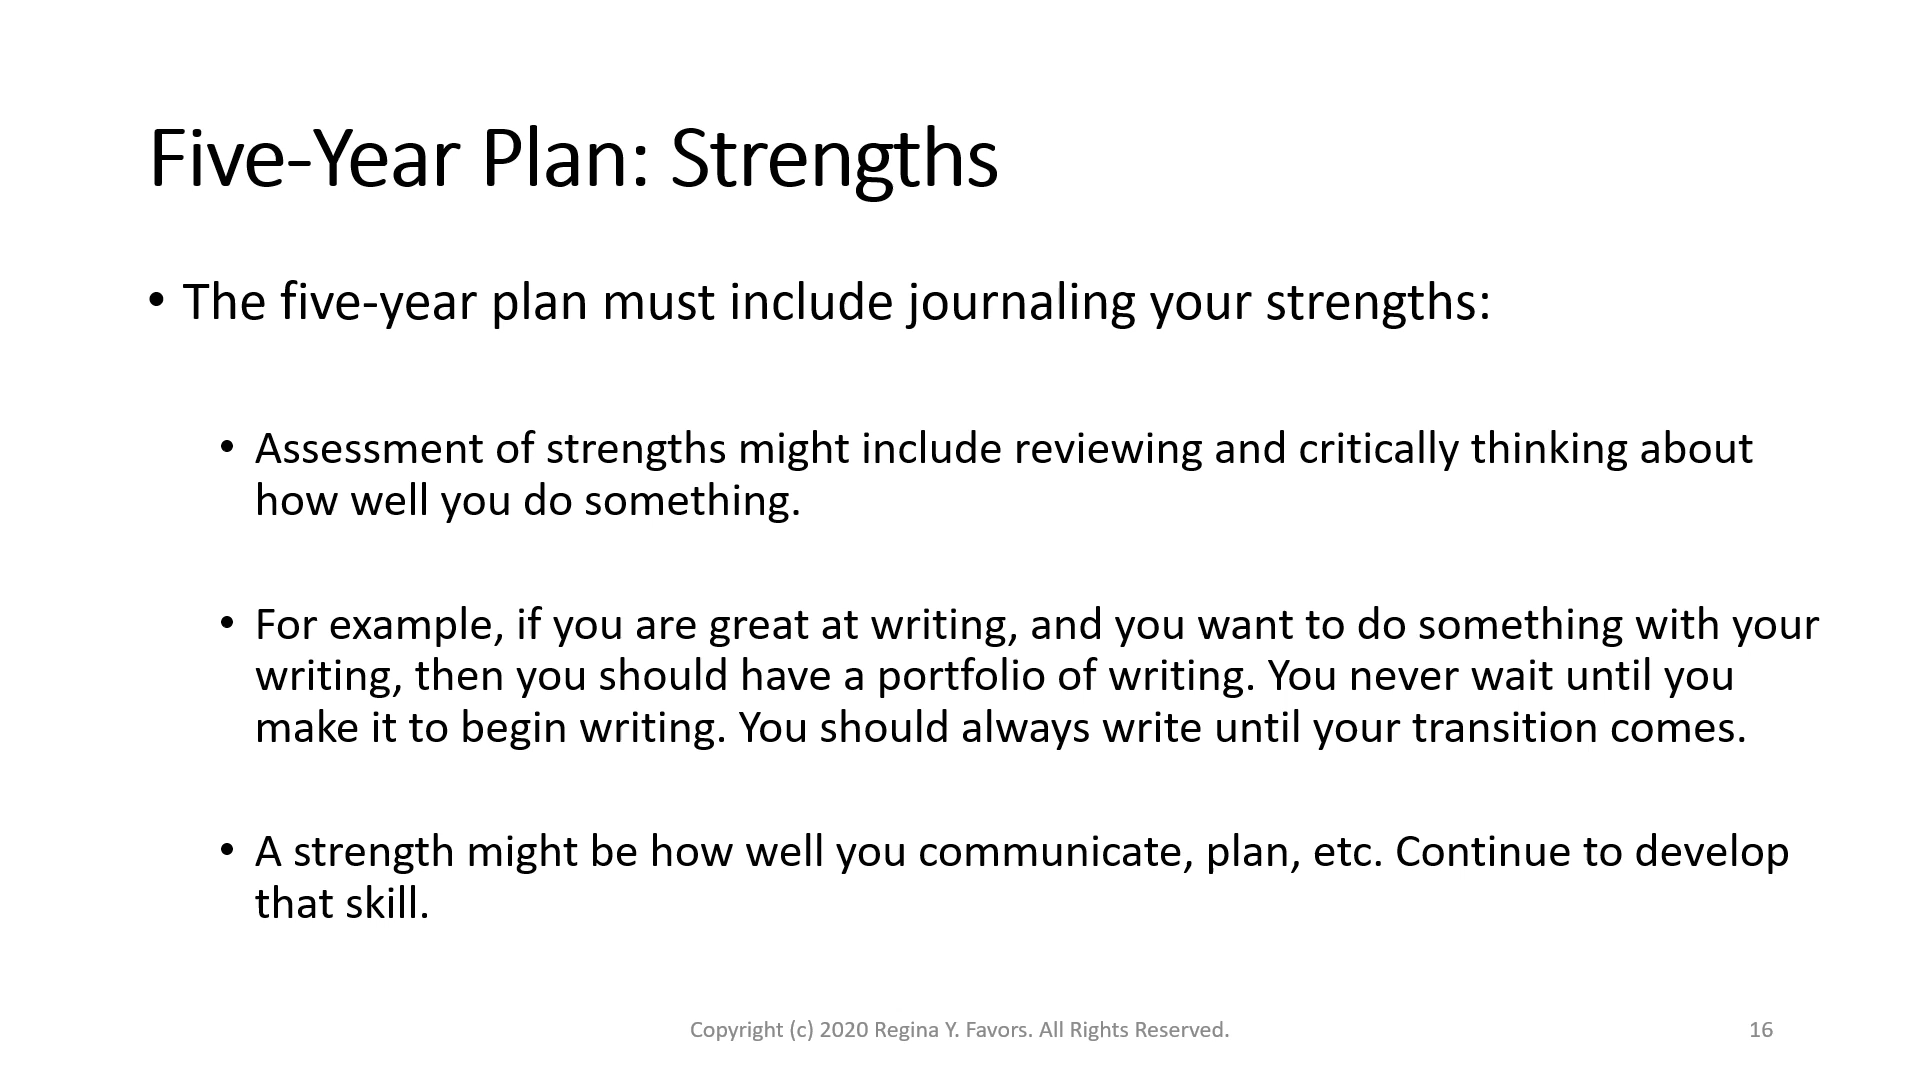 Five-Year Plan: Strengths
• The five-year plan must include journaling your strengths:
• Assessment of strengths might include reviewing and critically thinking about
how well you do something.
• For example, if you are great at writing, and you want to do something with your
writing, then you should have a portfolio of writing. You never wait until you
make it to begin writing. You should always write until your transition comes.
• A strength might be how well you communicate, plan, etc. Continue to develop
that skill.
Copyright (c) 2020 Regina Y. Favors. All Rights Reserved.
16